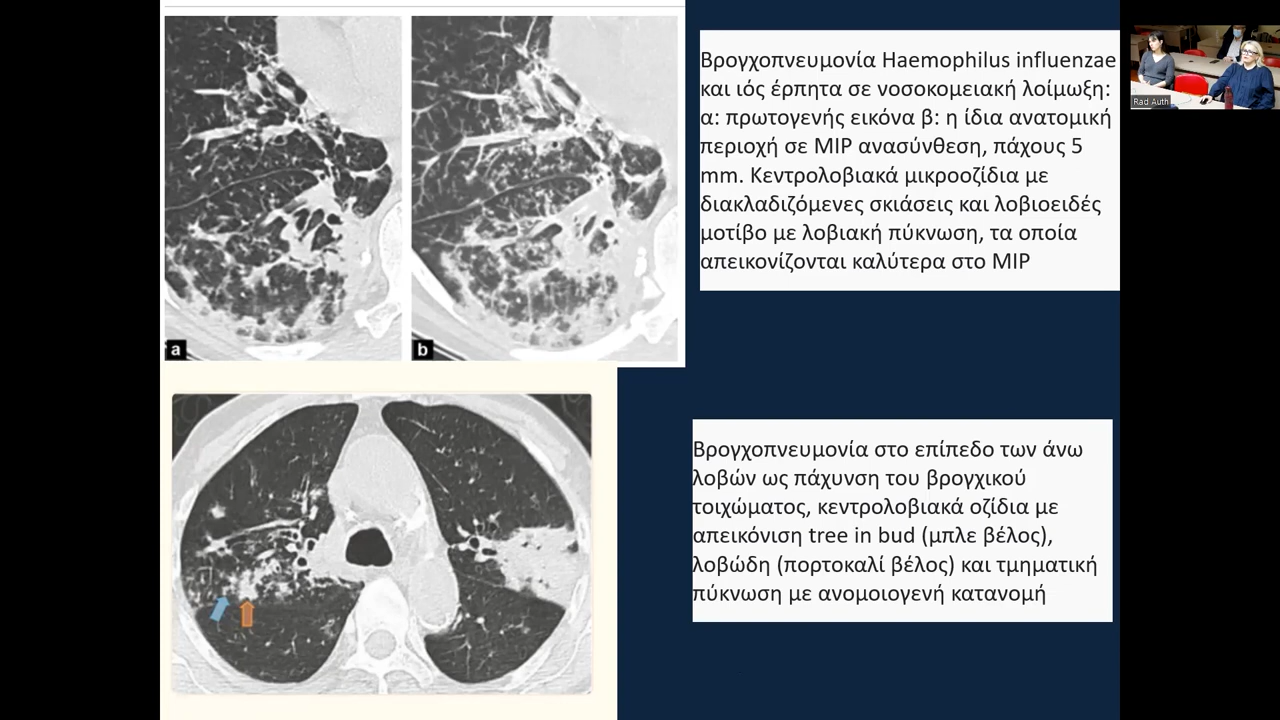 Βρογχοπνευμονία Haemophilus influenzae
και ιός έρπητα σε νοσοκομειακή λοίμωξη:
α: πρωτογενής εικόνα β: η ίδια ανατομική
περιοχή σε MIP ανασύνθεση, πάχους 5
mm. Κεντρολοβιακά μικροοζίδια με
διακλαδιζόμενες σκιάσεις και λοβιοειδές
μοτίβο με λοβιακή πύκνωση, τα οποία
απεικονίζονται καλύτερα στο MIP
Rad Auth
a
b
Βρογχοπνευμονία στο επίπεδο των άνω
λοβών ως πάχυνση του βρογχικού
τοιχώματος, κεντρολοβιακά οζίδια με
απεικόνιση tree in bud (μπλε βέλος),
λοβώδη (πορτοκαλί βέλος) και τμηματική
πύκνωση με ανομοιογενή κατανομή